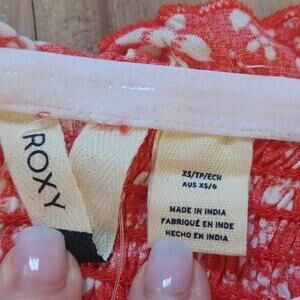 ROXY
XS/TP/ECH
AUS XS/6
MADE IN INDIA
FABRIQUÉ EN INDE
HECHO EN INDIA